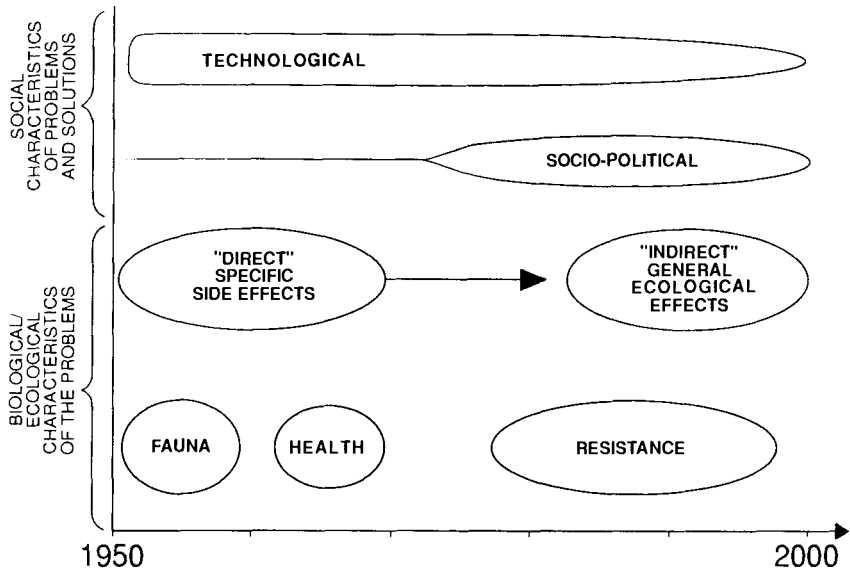 SOCIAL
CHARACTERISTICS
OF PROBLEMS
AND SOLUTIONS
TECHNOLOGICAL
SOCIO-POLITICAL
BIOLOGICAL/
ECOLOGICAL
CHARACTERISTICS
OF THE PROBLEMS
"DIRECT"
SPECIFIC
SIDE EFFECTS
"INDIRECT"
GENERAL
ECOLOGICAL
EFFECTS
FAUNA
HEALTH
RESISTANCE
1950
2000